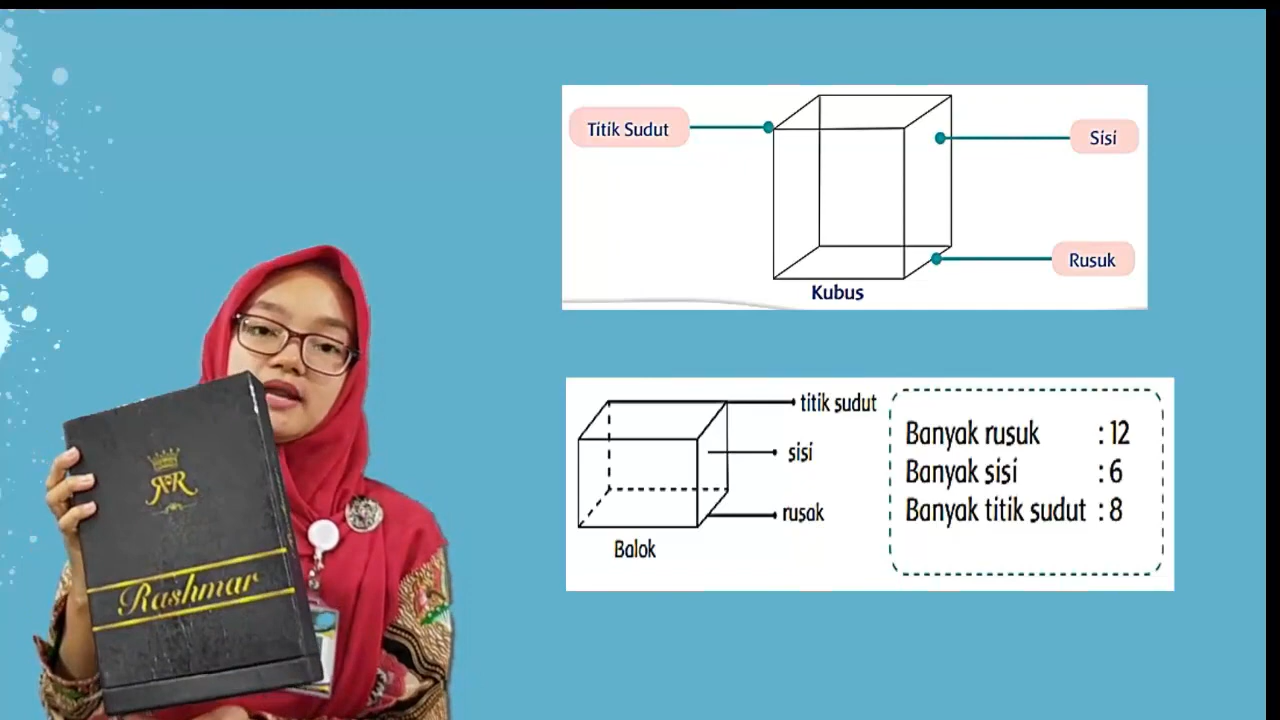 Titik Sudut
Sisi
Rusuk
Kubus
titik sudut
sisi
rusak
Balok
Banyak rusuk : 12
Banyak sisi : 6
Banyak titik sudut : 8
RR
Rashmar